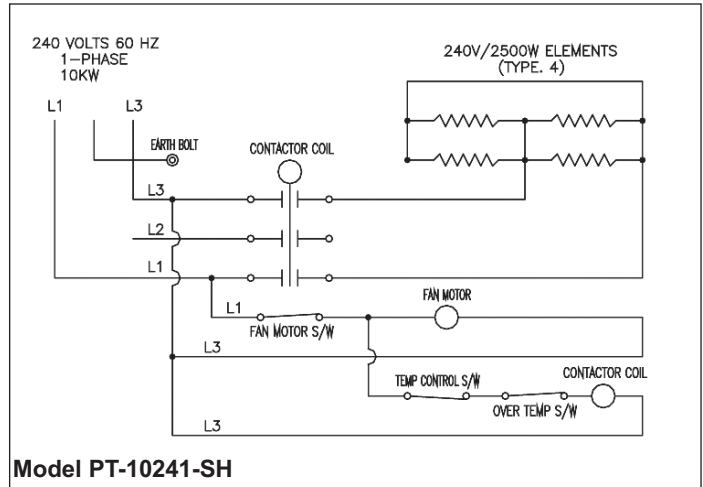 240 VOLTS 60 HZ
1-PHASE
10KW
240V/2500W ELEMENTS
(TYPE. 4)
L1
L3
EARTH BOLT
CONTACTOR COIL
L3
L2
L1
L1
FAN MOTOR S/W
FAN MOTOR
L3
TEMP CONTROL S/W
OVER TEMP S/W
CONTACTOR COIL
L3
Model PT-10241-SH